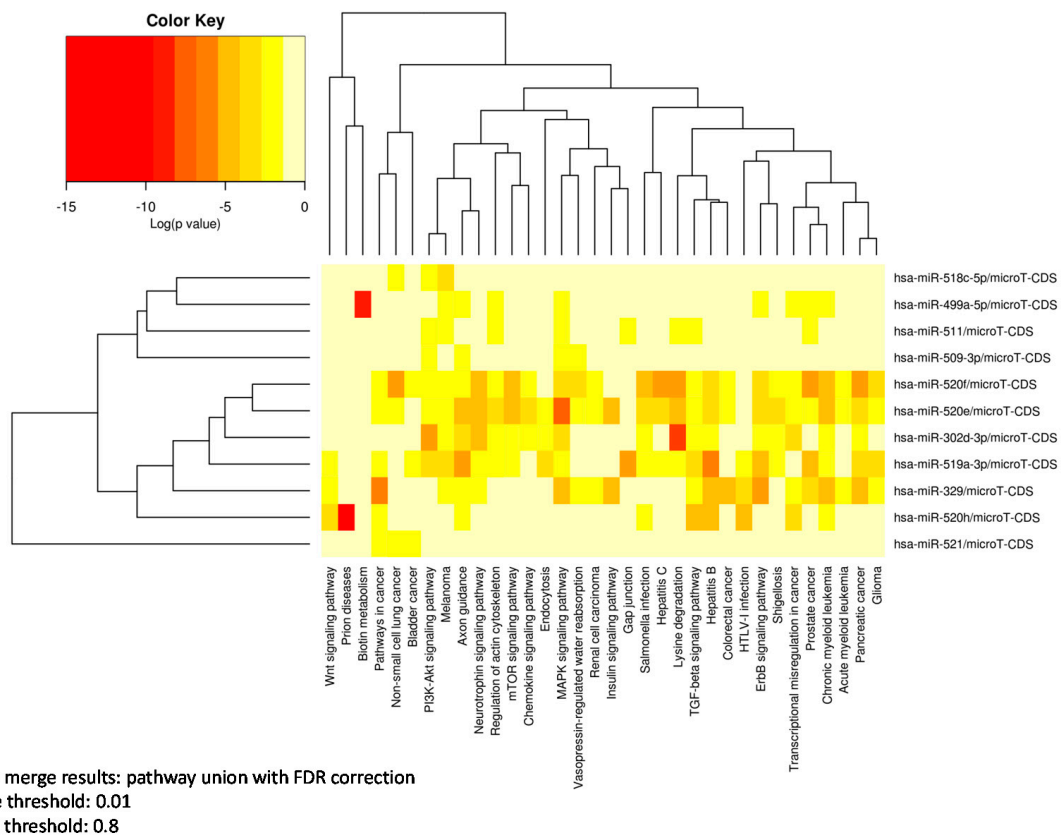 Color Key
-15 -10 -5 0
Log(p value)
hsa-miR-518c-5p/microT-CDS
hsa-miR-499a-5p/microT-CDS
hsa-miR-511/microT-CDS
hsa-miR-509-3p/microT-CDS
hsa-miR-520f/microT-CDS
hsa-miR-520e/microT-CDS
hsa-miR-302d-3p/microT-CDS
hsa-miR-519a-3p/microT-CDS
hsa-miR-329/microT-CDS
hsa-miR-520h/microT-CDS
hsa-miR-521/microT-CDS
Wnt signaling pathway
Prion diseases
Biotin metabolism
Pathways in cancer
Non-small cell lung cancer
Bladder cancer
PI3K-Akt signaling pathway
Melanoma
Axon guidance
Neurotrophin signaling pathway
Regulation of actin cytoskeleton
mTOR signaling pathway
Chemokine signaling pathway
Endocytosis
MAPK signaling pathway
Vasopressin-regulated water reabsorption
Renal cell carcinoma
Insulin signaling pathway
Gap junction
Salmonella infection
Hepatitis C
Lysine degradation
TGF-beta signaling pathway
Hepatitis B
Colorectal cancer
HTLV-I infection
ErbB signaling pathway
Shigellosis
Transcriptional misregulation in cancer
Prostate cancer
Chronic myeloid leukemia
Acute myeloid leukemia
Pancreatic cancer
Glioma
merge results: pathway union with FDR correction
e threshold: 0.01
threshold: 0.8